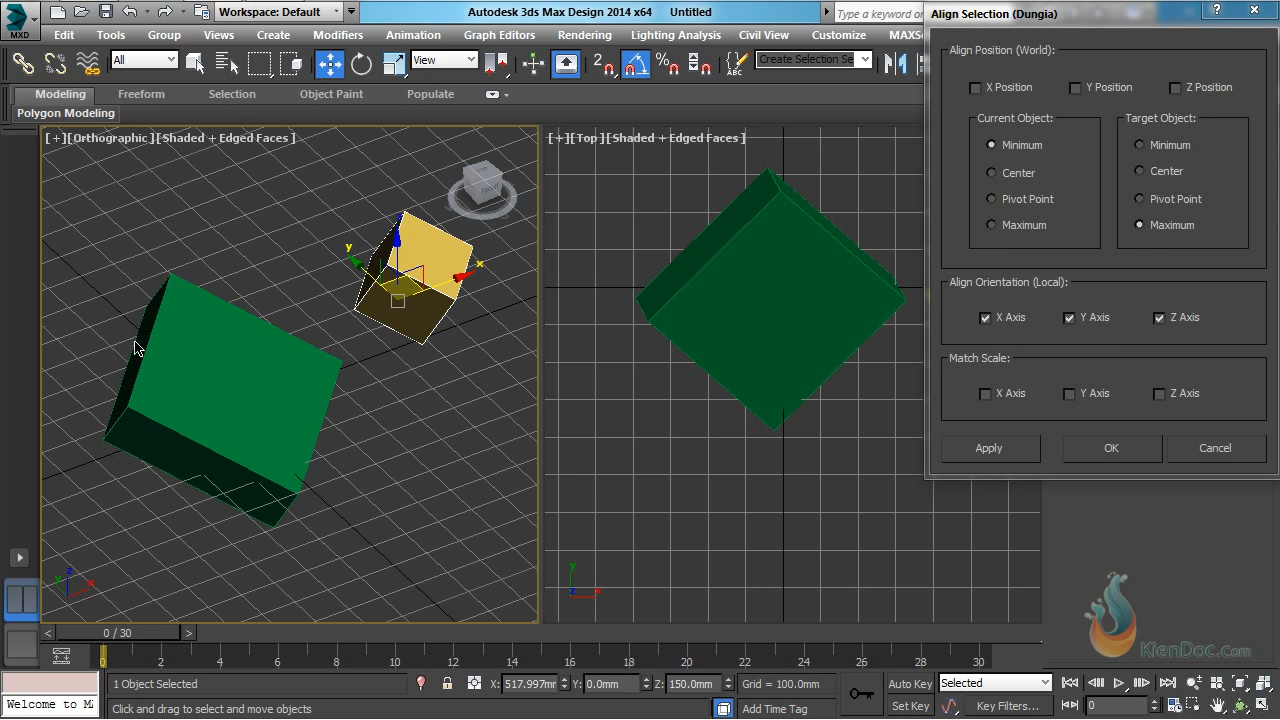 Workspace: Default
Autodesk 3ds Max Design 2014 x64 Untitled
Type a keyword
Align Selection (Dungia)
MXD
Edit Tools Group Views Create Modifiers Animation Graph Editors Rendering Lighting Analysis Civil View Customize
All
View
Create Selection Se
Modeling Freeform Selection Object Paint Populate
Polygon Modeling
Align Position (World):
X Position Y Position Z Position
Current Object: Target Object:
Minimum Minimum
Center Center
Pivot Point Pivot Point
Maximum Maximum
Align Orientation (Local):
X Axis Y Axis Z Axis
Match Scale:
X Axis Y Axis Z Axis
Apply OK Cancel
[+][Orthographic][Shaded + Edged Faces ]
[+][Top][Shaded + Edged Faces]
y
x
z
y
x
KienDoc.Com
< 0 / 30 >
0 2 4 6 8 10 12 14 16 18 20 22 24 26 28 30
1 Object Selected X: 517.997mr Y: 0.0mm Z: 150.0mm Grid = 100.0mm Auto Key Selected
Welcome to MA Click and drag to select and move objects Add Time Tag Set Key Key Filters... 0